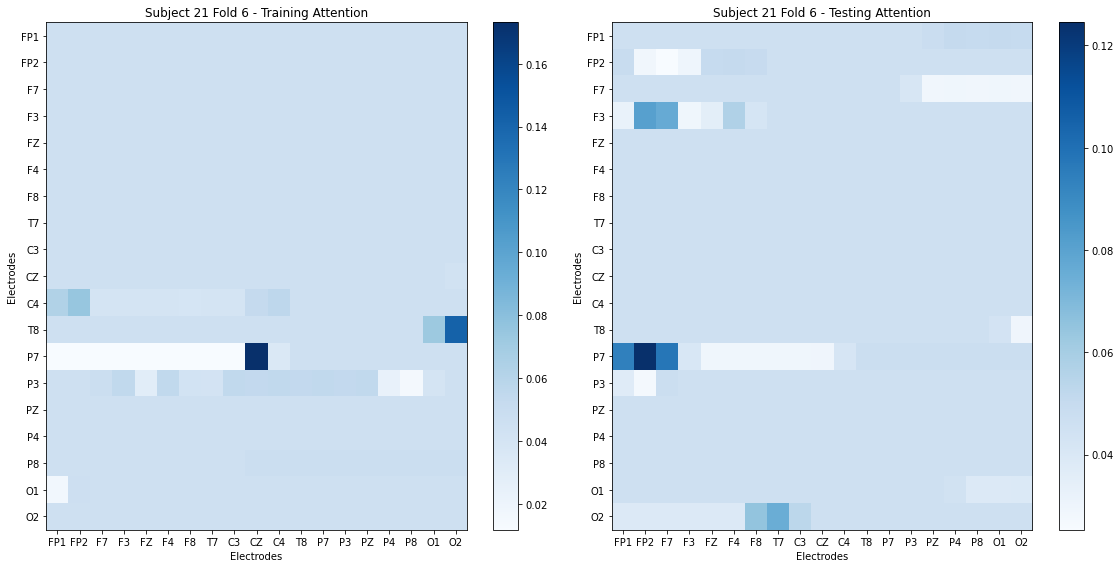 Subject 21 Fold 6 - Training Attention
Electrodes
FP1
FP2
F7
F3
FZ
F4
F8
T7
C3
CZ
C4
T8
P7
P3
PZ
P4
P8
O1
O2
FP1 FP2 F7 F3 FZ F4 F8 T7 C3 CZ C4 T8 P7 P3 PZ P4 P8 O1 O2
Electrodes
0.16
0.14
0.12
0.10
0.08
0.06
0.04
0.02
Subject 21 Fold 6 - Testing Attention
Electrodes
FP1
FP2
F7
F3
FZ
F4
F8
T7
C3
CZ
C4
T8
P7
P3
PZ
P4
P8
O1
O2
FP1 FP2 F7 F3 FZ F4 F8 T7 C3 CZ C4 T8 P7 P3 PZ P4 P8 O1 O2
Electrodes
0.12
0.10
0.08
0.06
0.04